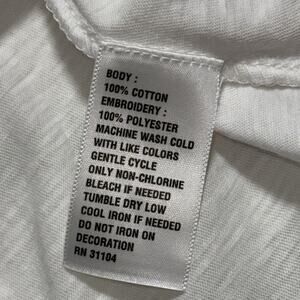 BODY :
100% COTTON
EMBROIDERY :
100% POLYESTER
MACHINE WASH COLD
WITH LIKE COLORS
GENTLE CYCLE
ONLY NON-CHLORINE
BLEACH IF NEEDED
TUMBLE DRY LOW
COOL IRON IF NEEDED
DO NOT IRON ON
DECORATION
RN 31104